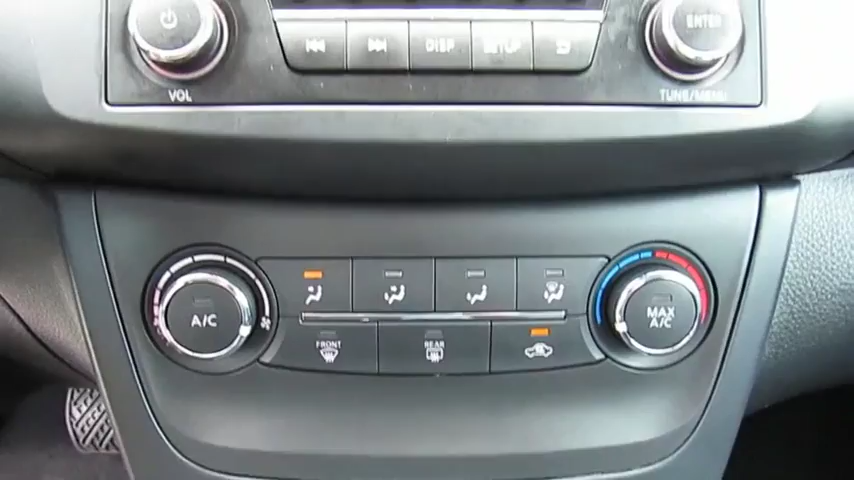 ENTER
DISP SETUP
VOL TUNE/MENU
A/C
MAX
A/C
FRONT REAR